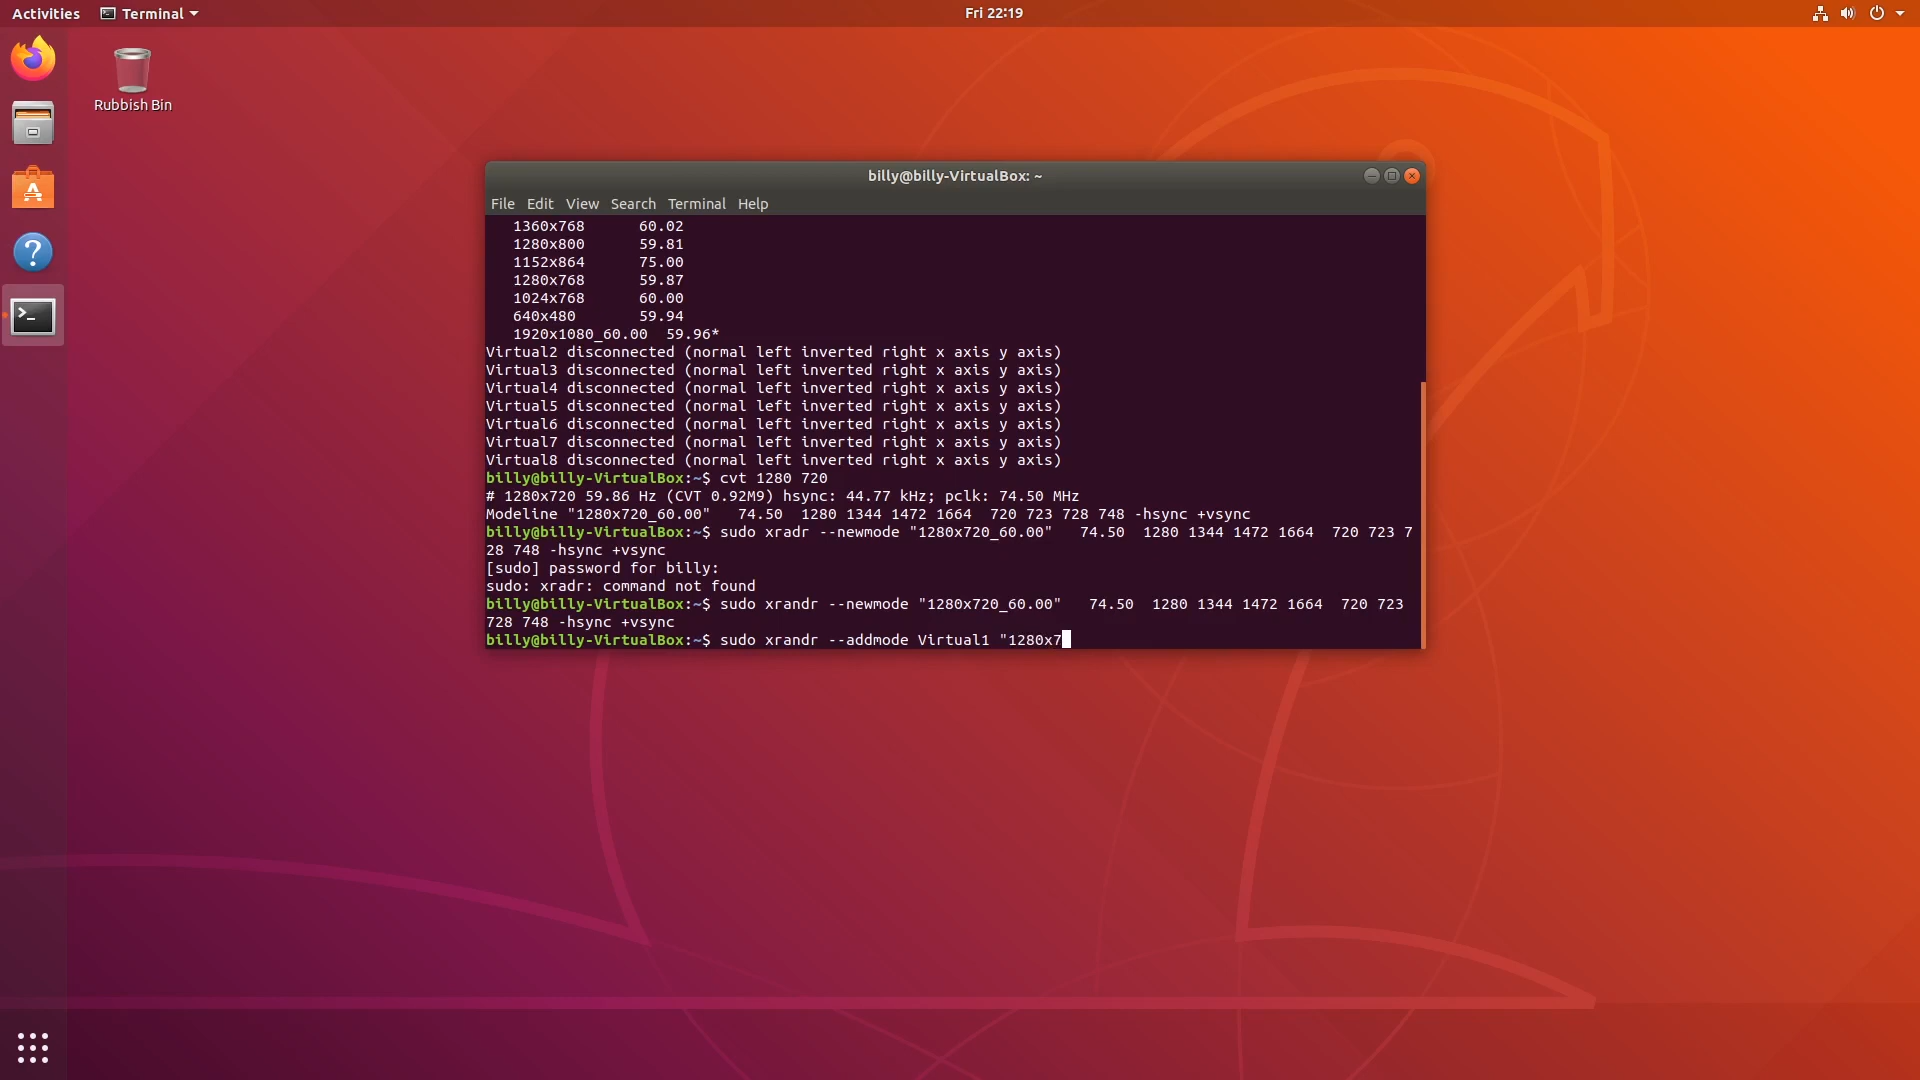 Activities Terminal Fri 22:19
Rubbish Bin
billy@billy-VirtualBox: ~
File Edit View Search Terminal Help
1360x768 60.02
1280x800 59.81
1152x864 75.00
1280x768 59.87
1024x768 60.00
640x480 59.94
1920x1080_60.00 59.96*
Virtual2 disconnected (normal left inverted right x axis y axis)
Virtual3 disconnected (normal left inverted right x axis y axis)
Virtual4 disconnected (normal left inverted right x axis y axis)
Virtual5 disconnected (normal left inverted right x axis y axis)
Virtual6 disconnected (normal left inverted right x axis y axis)
Virtual7 disconnected (normal left inverted right x axis y axis)
Virtual8 disconnected (normal left inverted right x axis y axis)
billy@billy-VirtualBox:~$ cvt 1280 720
# 1280x720 59.86 Hz (CVT 0.92M9) hsync: 44.77 kHz; pclk: 74.50 MHz
Modeline "1280x720_60.00"   74.50  1280 1344 1472 1664  720 723 728 748 -hsync +vsync
billy@billy-VirtualBox:~$ sudo xradr --newmode "1280x720_60.00"   74.50  1280 1344 1472 1664  720 723 7
28 748 -hsync +vsync
[sudo] password for billy:
sudo: xradr: command not found
billy@billy-VirtualBox:~$ sudo xrandr --newmode "1280x720_60.00"   74.50  1280 1344 1472 1664  720 723
728 748 -hsync +vsync
billy@billy-VirtualBox:~$ sudo xrandr --addmode Virtual1 "1280x7